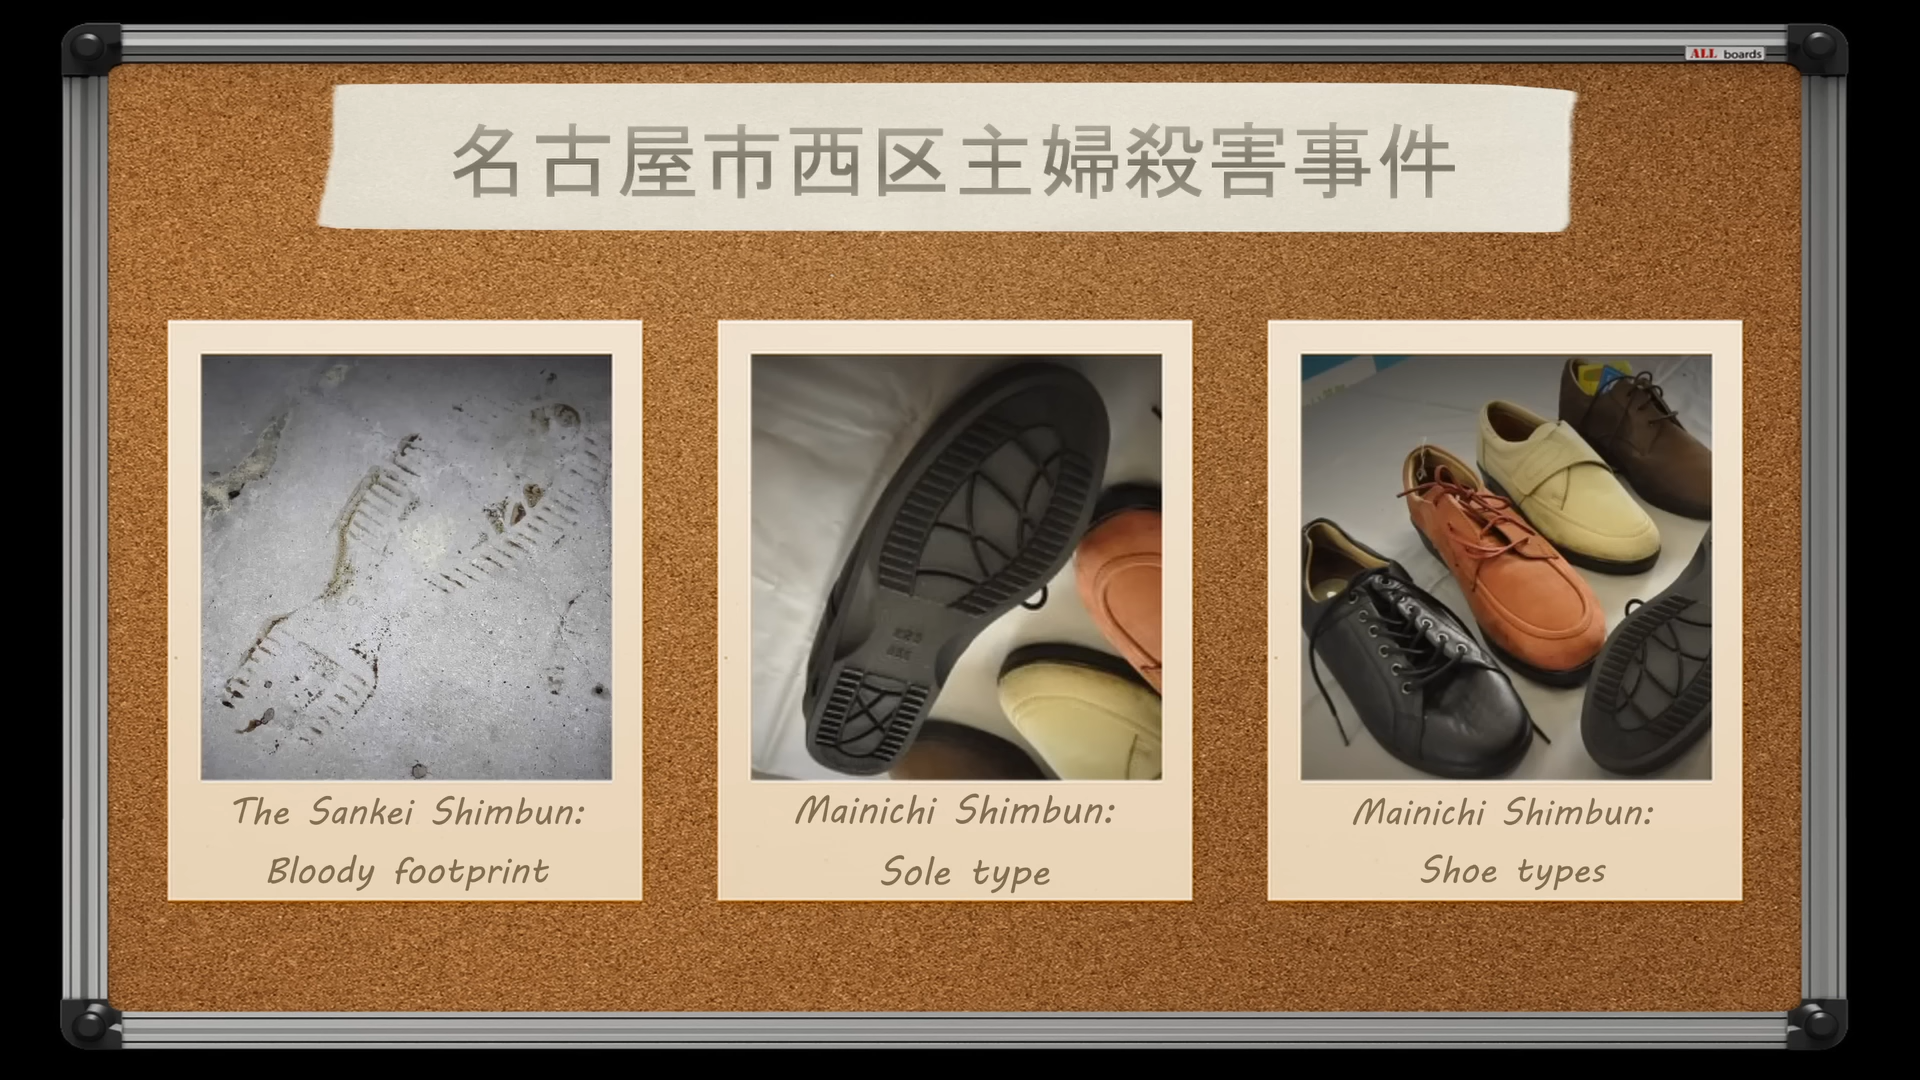 ALL boards
名古屋市西区主婦殺害事件
The Sankei Shimbun:
Bloody footprint
Mainichi Shimbun:
Sole type
Mainichi Shimbun:
Shoe types